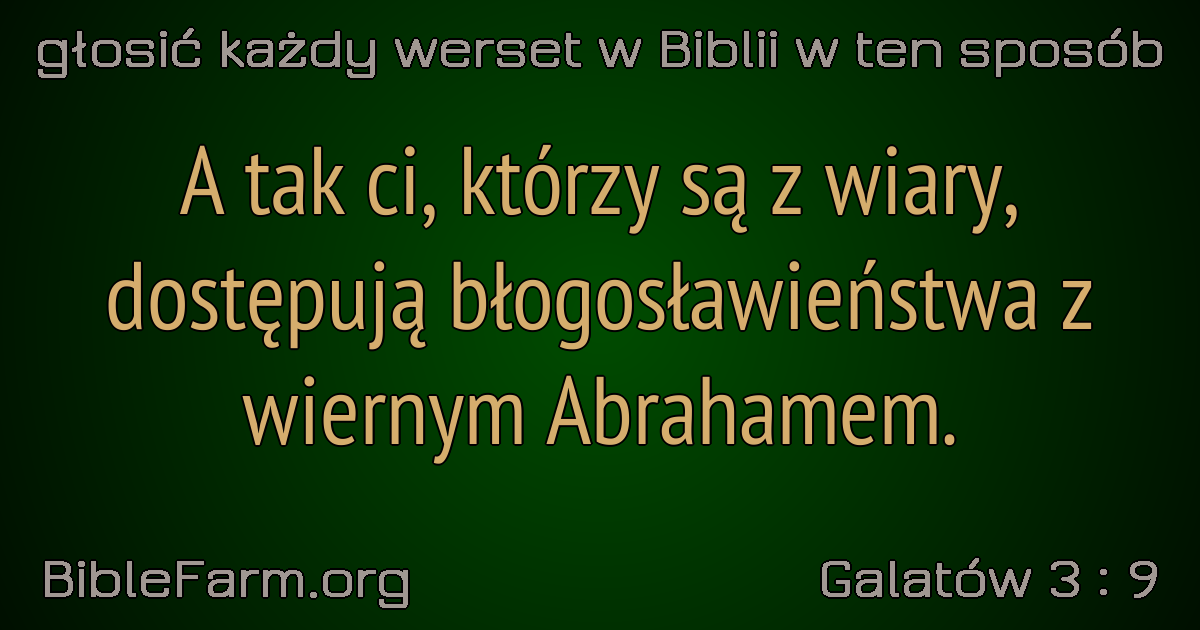 głosić każdy werset w Biblii w ten sposób
A tak ci, którzy są z wiary,
dostępują błogosławieństwa z
wiernym Abrahamem.
BibleFarm.org
Galatów 3 : 9